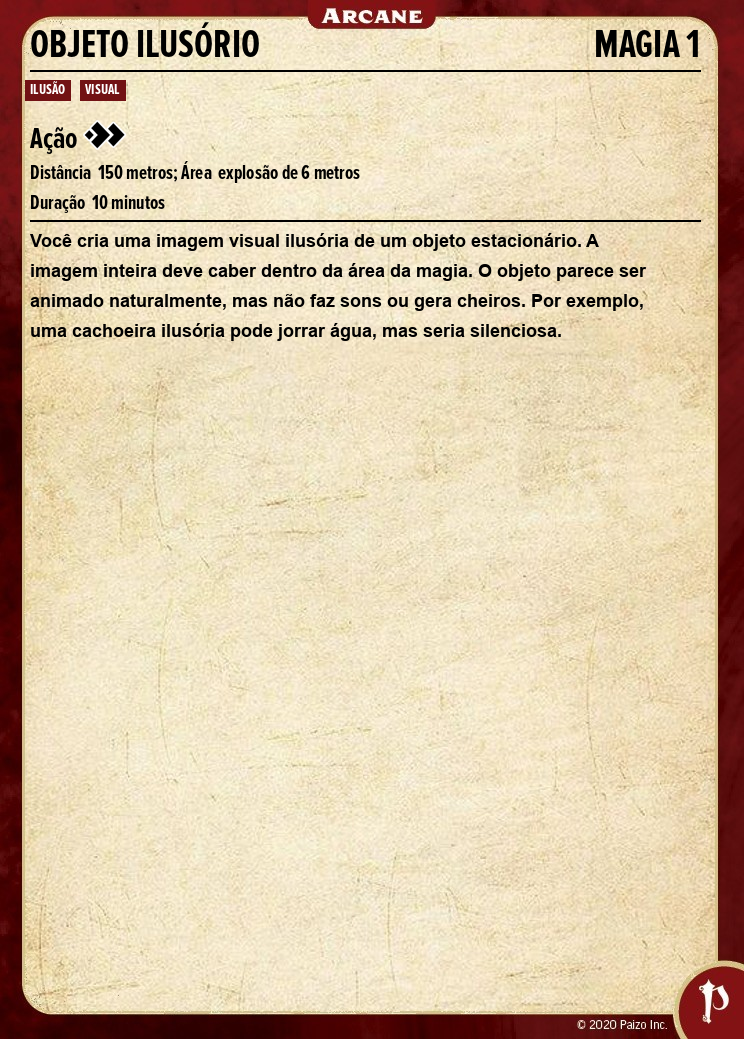 ARCANE
OBJETO ILUSÓRIO MAGIA 1
ILUSÃO VISUAL
Ação
Distância 150 metros; Área explosão de 6 metros
Duração 10 minutos
Você cria uma imagem visual ilusória de um objeto estacionário. A
imagem inteira deve caber dentro da área da magia. O objeto parece ser
animado naturalmente, mas não faz sons ou gera cheiros. Por exemplo,
uma cachoeira ilusória pode jorrar água, mas seria silenciosa.
© 2020 Paizo Inc.
P